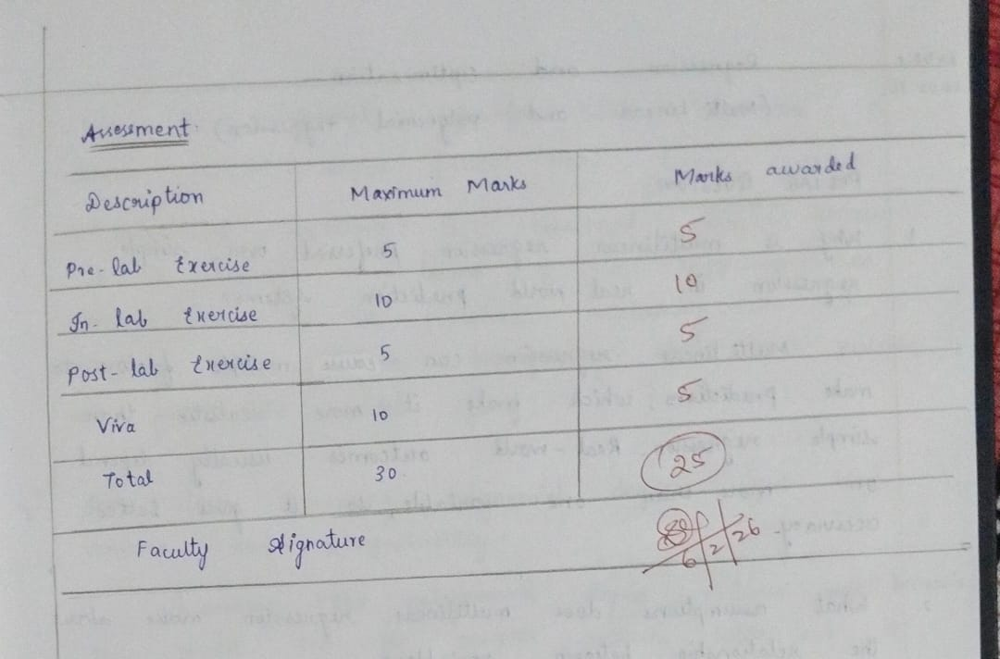 Assessment:
Description Maximum Marks Marks awarded
Pre-lab Exercise 5 5
In-lab Exercise 10 10
Post-lab Exercise 5 5
Viva 10 5
Total 30 25
Faculty Signature
6/2/26